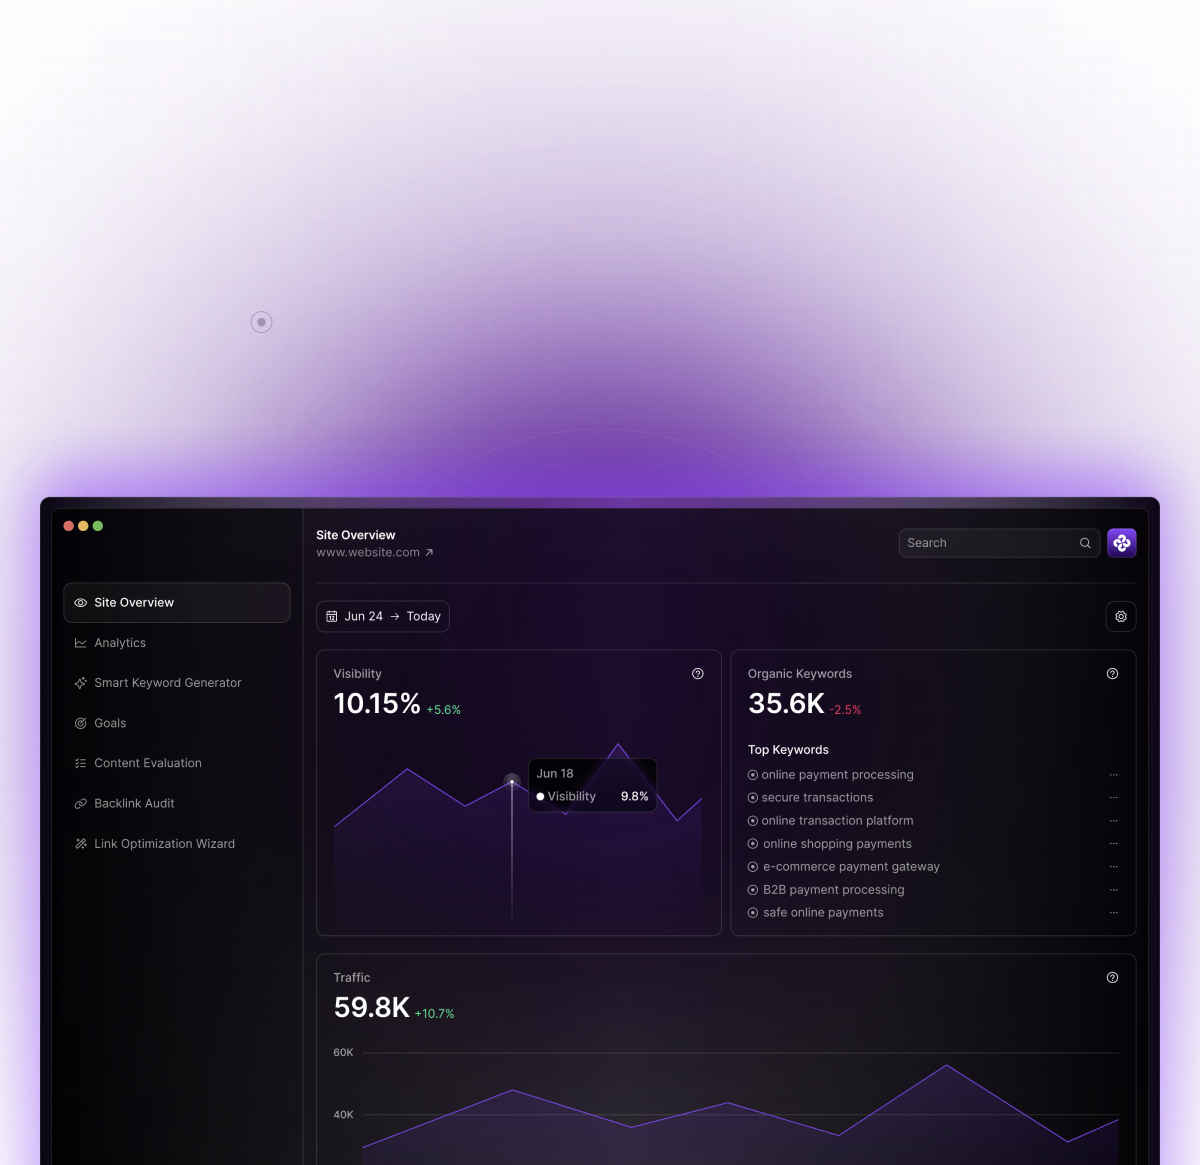 Site Overview
www.website.com
Search
Site Overview
Analytics
Smart Keyword Generator
Goals
Content Evaluation
Backlink Audit
Link Optimization Wizard
12
Jun 24 → Today
Visibility
10.15% +5.6%
Jun 18
Visibility 9.8%
Organic Keywords
35.6K -2.5%
Top Keywords
online payment processing
secure transactions
online transaction platform
online shopping payments
e-commerce payment gateway
B2B payment processing
safe online payments
Traffic
59.8K +10.7%
60K
40K